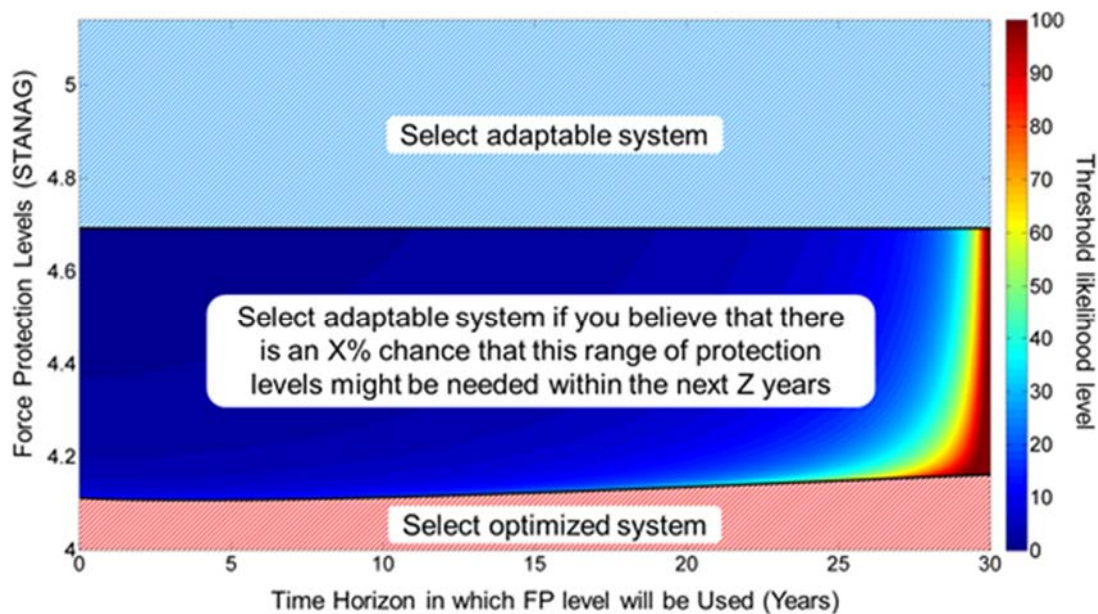 Force Protection Levels (STANAG)
5
4.8
4.6
4.4
4.2
4
Select adaptable system
Select adaptable system if you believe that there
is an X% chance that this range of protection
levels might be needed within the next Z years
Select optimized system
0 5 10 15 20 25 30
Time Horizon in which FP level will be Used (Years)
100
90
80
70
60
50
40
30
20
10
0
Threshold likelihood level